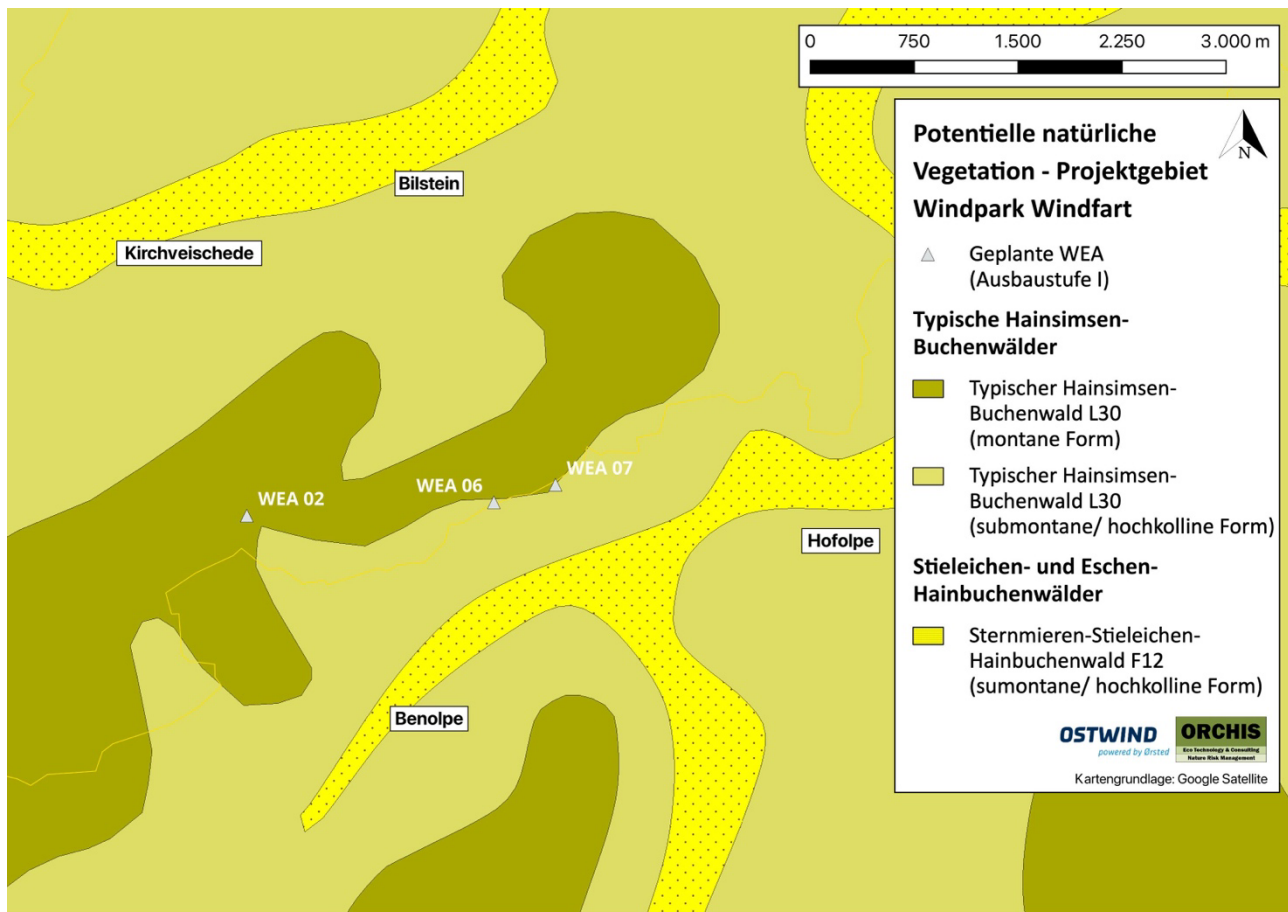 0 750 1.500 2.250 3.000 m
Potentielle natürliche
Vegetation - Projektgebiet
Windpark Windfart
N
Geplante WEA
(Ausbaustufe I)
Typische Hainsimsen-
Buchenwälder
Typischer Hainsimsen-
Buchenwald L30
(montane Form)
Typischer Hainsimsen-
Buchenwald L30
(submontane/ hochkolline Form)
Stieleichen- und Eschen-
Hainbuchenwälder
Sternmieren-Stieleichen-
Hainbuchenwald F12
(sumontane/ hochkolline Form)
OSTWIND
powered by Ørsted
ORCHIS
Eco Technology & Consulting
Nature Risk Management
Kartengrundlage: Google Satellite
Bilstein
Kirchveischede
WEA 07
WEA 06
WEA 02
Hofolpe
Benolpe